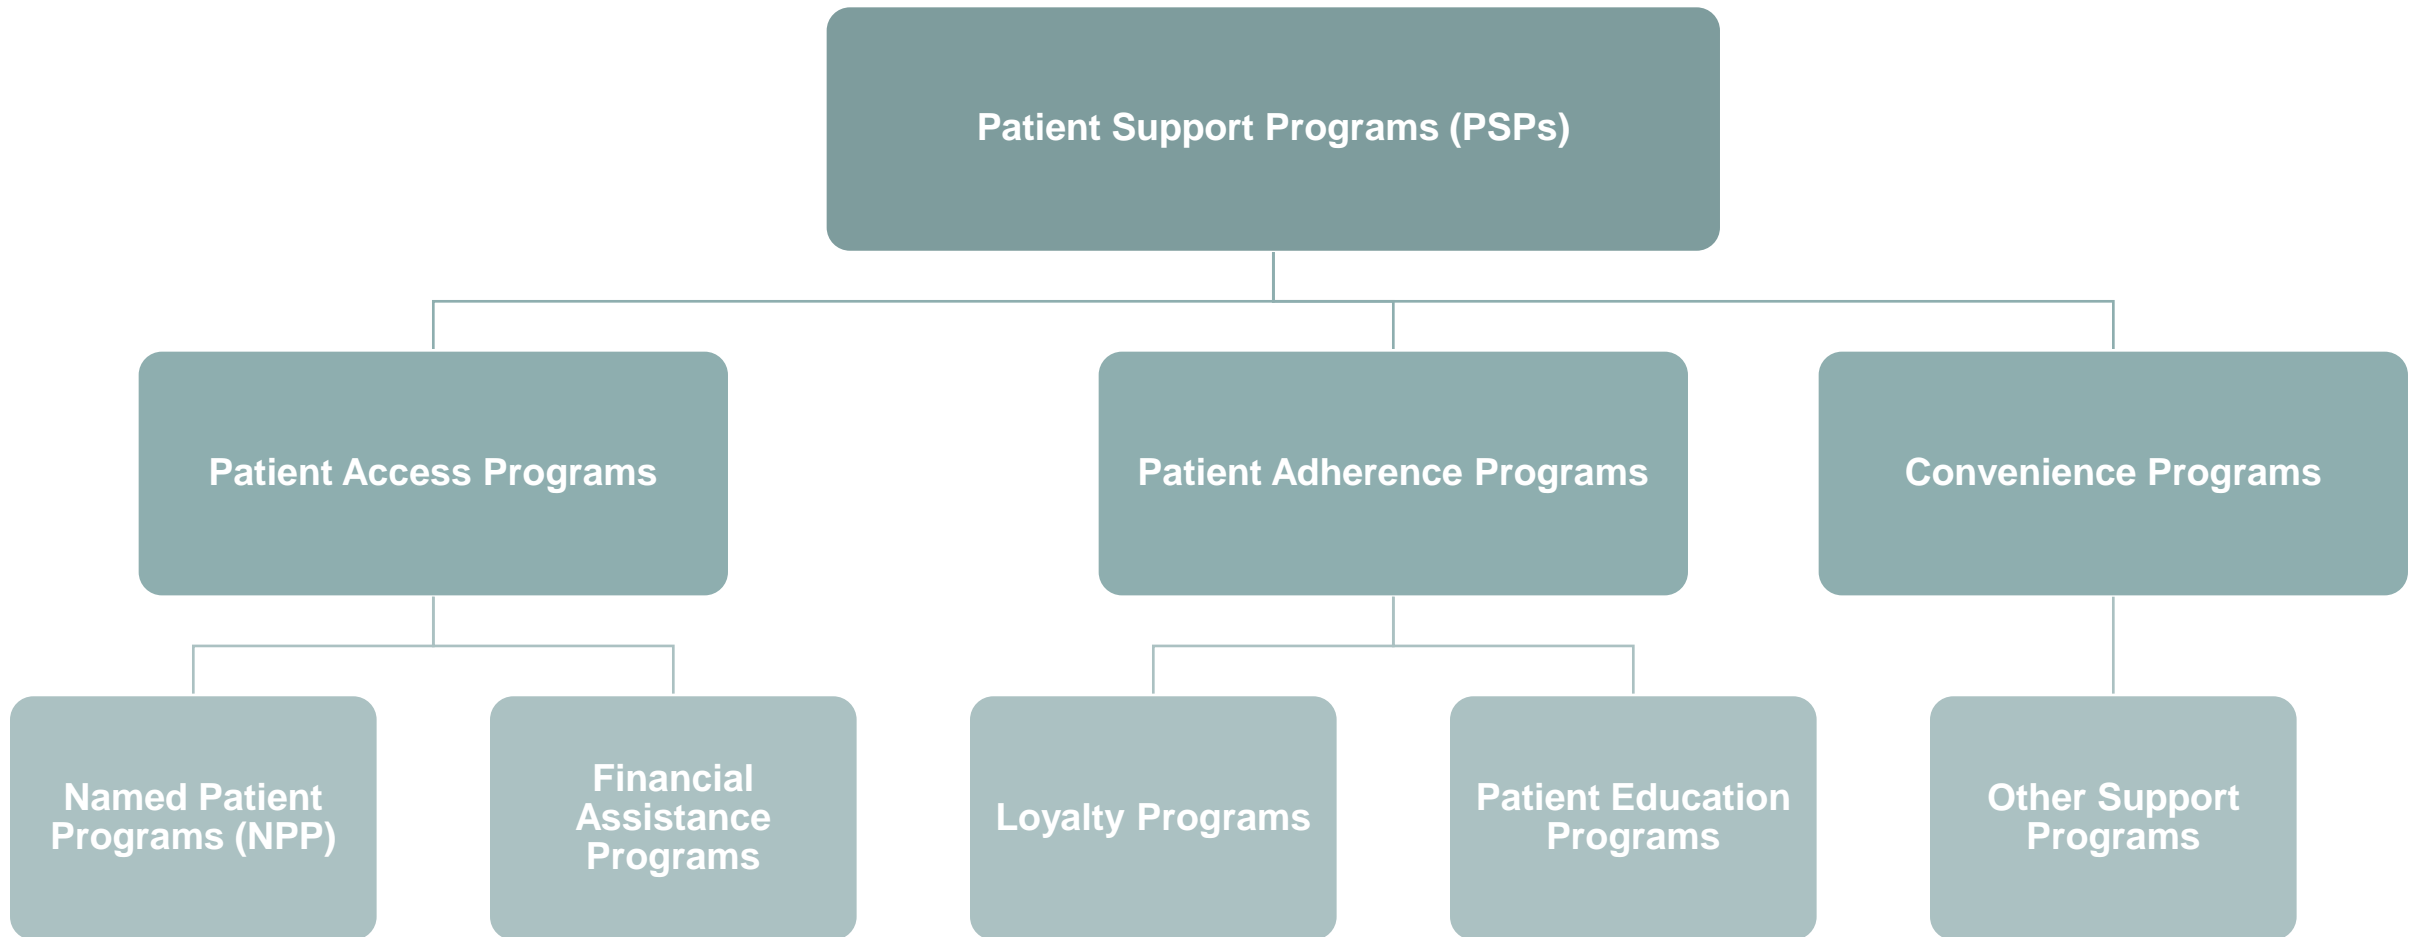 Patient Support Programs (PSPs)
Patient Access Programs
Patient Adherence Programs
Convenience Programs
Named Patient
Programs (NPP)
Financial
Assistance
Programs
Loyalty Programs
Patient Education
Programs
Other Support
Programs